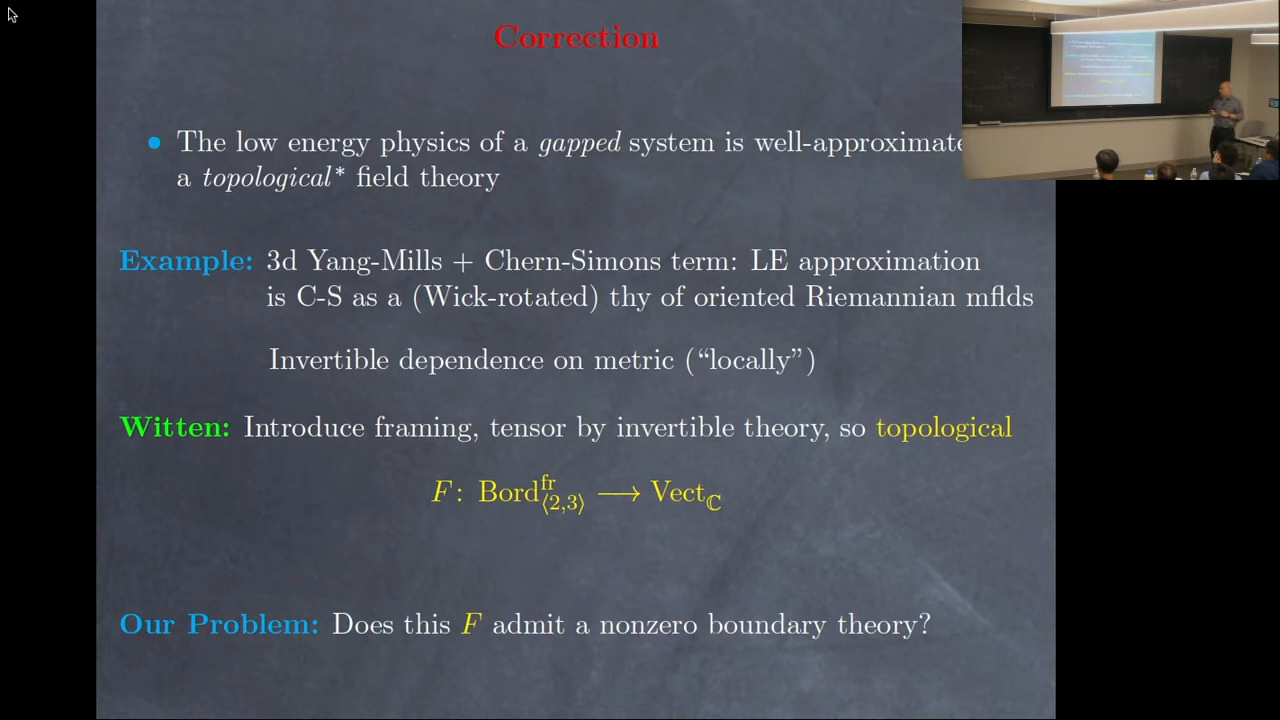 Correction
• The low energy physics of a gapped system is well-approximate
a topological* field theory
Example: 3d Yang-Mills + Chern-Simons term: LE approximation
is C-S as a (Wick-rotated) thy of oriented Riemannian mflds
Invertible dependence on metric (“locally”)
Witten: Introduce framing, tensor by invertible theory, so topological
F: Bord^{fr}_{⟨2,3⟩} ⟶ Vect_ℂ
Our Problem: Does this F admit a nonzero boundary theory?